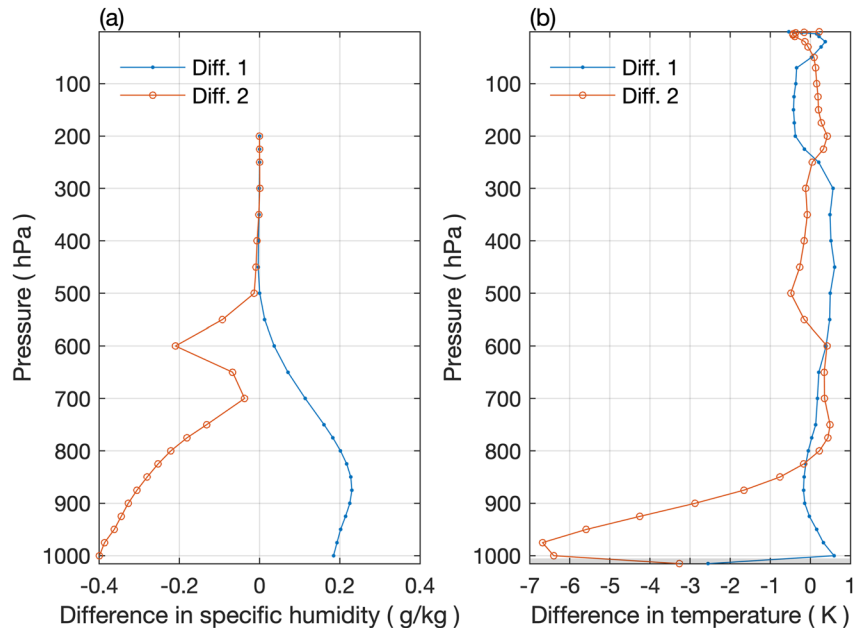 (a)
(b)
Diff. 1
Diff. 2
Diff. 1
Diff. 2
100
200
300
400
500
600
700
800
900
1000
100
200
300
400
500
600
700
800
900
1000
Pressure ( hPa )
Pressure ( hPa )
-0.4 -0.2 0 0.2 0.4
-7 -6 -5 -4 -3 -2 -1 0 1
Difference in specific humidity ( g/kg )
Difference in temperature ( K )